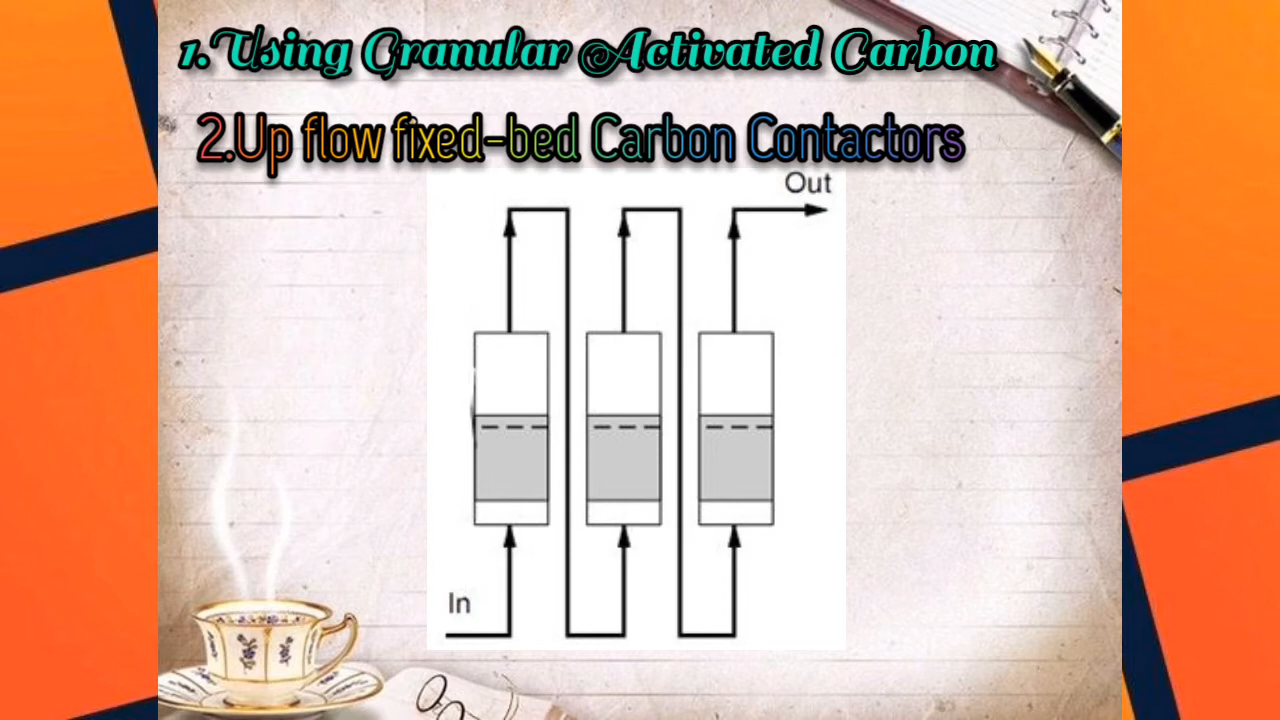 1. Using Granular Activated Carbon
2.Up flow fixed-bed Carbon Contactors
Out
In